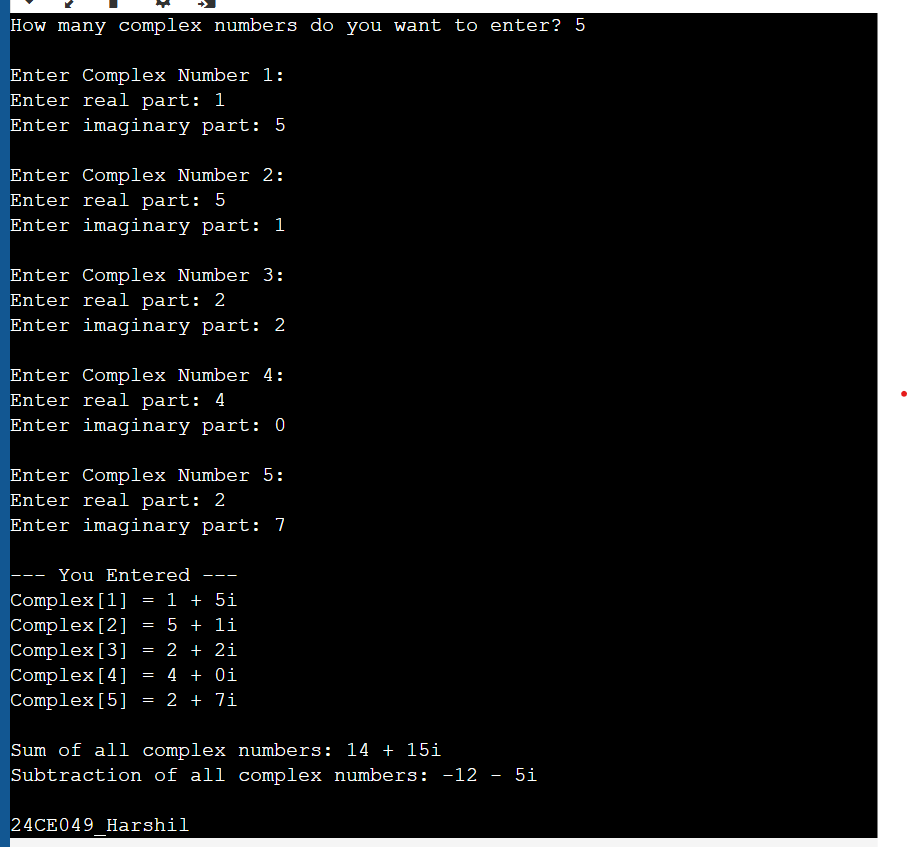 How many complex numbers do you want to enter? 5
Enter Complex Number 1:
Enter real part: 1
Enter imaginary part: 5
Enter Complex Number 2:
Enter real part: 5
Enter imaginary part: 1
Enter Complex Number 3:
Enter real part: 2
Enter imaginary part: 2
Enter Complex Number 4:
Enter real part: 4
Enter imaginary part: 0
Enter Complex Number 5:
Enter real part: 2
Enter imaginary part: 7
--- You Entered ---
Complex[1] = 1 + 5i
Complex[2] = 5 + 1i
Complex[3] = 2 + 2i
Complex[4] = 4 + 0i
Complex[5] = 2 + 7i
Sum of all complex numbers: 14 + 15i
Subtraction of all complex numbers: -12 - 5i
24CE049_Harshil